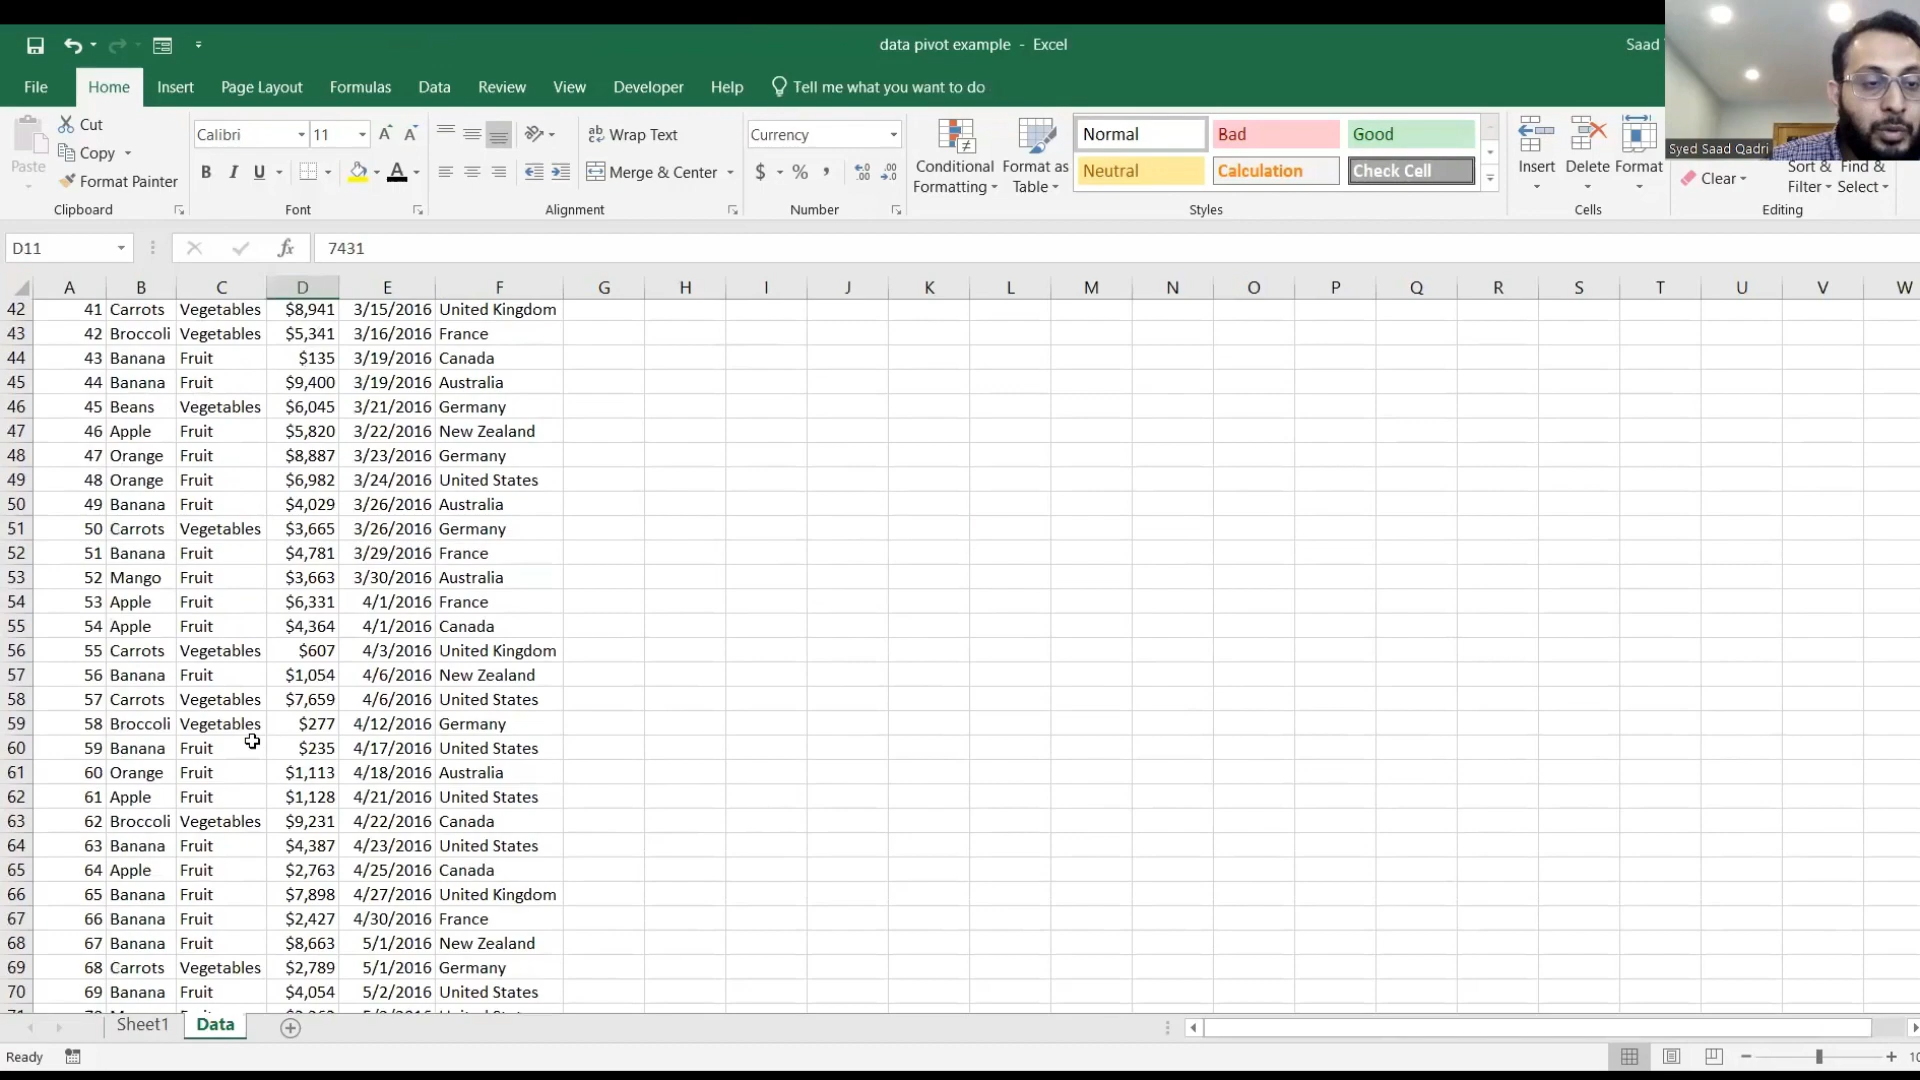 data pivot example - Excel
Saad
File Home Insert Page Layout Formulas Data Review View Developer Help Tell me what you want to do
Paste
Cut
Copy
Format Painter
Clipboard
Calibri 11
B I U
Font
Wrap Text
Merge & Center
Alignment
Currency
$ % ,
Number
Conditional Formatting
Format as Table
Normal Bad Good
Neutral Calculation Check Cell
Styles
Insert Delete Format
Cells
Clear
Sort & Filter
Find & Select
Editing
Syed Saad Qadri
D11 fx 7431
A B C D E F G H I J K L M N O P Q R S T U V W
42 41 Carrots Vegetables $8,941 3/15/2016 United Kingdom
43 42 Broccoli Vegetables $5,341 3/16/2016 France
44 43 Banana Fruit $135 3/19/2016 Canada
45 44 Banana Fruit $9,400 3/19/2016 Australia
46 45 Beans Vegetables $6,045 3/21/2016 Germany
47 46 Apple Fruit $5,820 3/22/2016 New Zealand
48 47 Orange Fruit $8,887 3/23/2016 Germany
49 48 Orange Fruit $6,982 3/24/2016 United States
50 49 Banana Fruit $4,029 3/26/2016 Australia
51 50 Carrots Vegetables $3,665 3/26/2016 Germany
52 51 Banana Fruit $4,781 3/29/2016 France
53 52 Mango Fruit $3,663 3/30/2016 Australia
54 53 Apple Fruit $6,331 4/1/2016 France
55 54 Apple Fruit $4,364 4/1/2016 Canada
56 55 Carrots Vegetables $607 4/3/2016 United Kingdom
57 56 Banana Fruit $1,054 4/6/2016 New Zealand
58 57 Carrots Vegetables $7,659 4/6/2016 United States
59 58 Broccoli Vegetables $277 4/12/2016 Germany
60 59 Banana Fruit $235 4/17/2016 United States
61 60 Orange Fruit $1,113 4/18/2016 Australia
62 61 Apple Fruit $1,128 4/21/2016 United States
63 62 Broccoli Vegetables $9,231 4/22/2016 Canada
64 63 Banana Fruit $4,387 4/23/2016 United States
65 64 Apple Fruit $2,763 4/25/2016 Canada
66 65 Banana Fruit $7,898 4/27/2016 United Kingdom
67 66 Banana Fruit $2,427 4/30/2016 France
68 67 Banana Fruit $8,663 5/1/2016 New Zealand
69 68 Carrots Vegetables $2,789 5/1/2016 Germany
70 69 Banana Fruit $4,054 5/2/2016 United States
Sheet1 Data
Ready